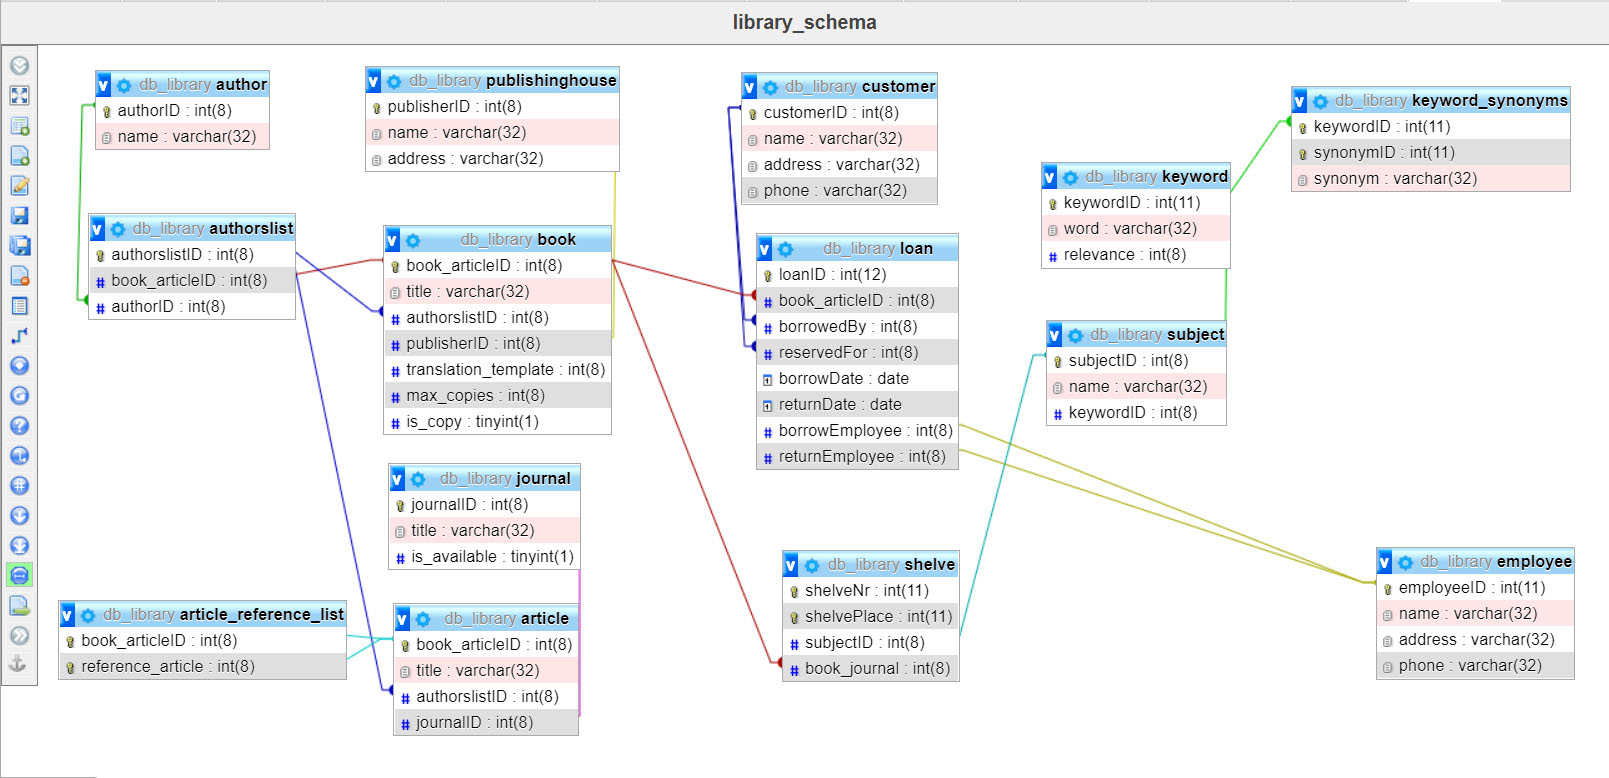 library_schema
db_library author
authorID : int(8)
name : varchar(32)
db_library publishinghouse
publisherID : int(8)
name : varchar(32)
address : varchar(32)
db_library customer
customerID : int(8)
name : varchar(32)
address : varchar(32)
phone : varchar(32)
db_library keyword_synonyms
keywordID : int(11)
synonymID : int(11)
synonym : varchar(32)
db_library keyword
keywordID : int(11)
word : varchar(32)
relevance : int(8)
db_library authorslist
authorslistID : int(8)
book_articleID : int(8)
authorID : int(8)
db_library book
book_articleID : int(8)
title : varchar(32)
authorslistID : int(8)
publisherID : int(8)
translation_template : int(8)
max_copies : int(8)
is_copy : tinyint(1)
db_library loan
loanID : int(12)
book_articleID : int(8)
borrowedBy : int(8)
reservedFor : int(8)
borrowDate : date
returnDate : date
borrowEmployee : int(8)
returnEmployee : int(8)
db_library subject
subjectID : int(8)
name : varchar(32)
keywordID : int(8)
db_library journal
journalID : int(8)
title : varchar(32)
is_available : tinyint(1)
db_library article_reference_list
book_articleID : int(8)
reference_article : int(8)
db_library article
book_articleID : int(8)
title : varchar(32)
authorslistID : int(8)
journalID : int(8)
db_library shelve
shelveNr : int(11)
shelvePlace : int(11)
subjectID : int(8)
book_journal : int(8)
db_library employee
employeeID : int(11)
name : varchar(32)
address : varchar(32)
phone : varchar(32)